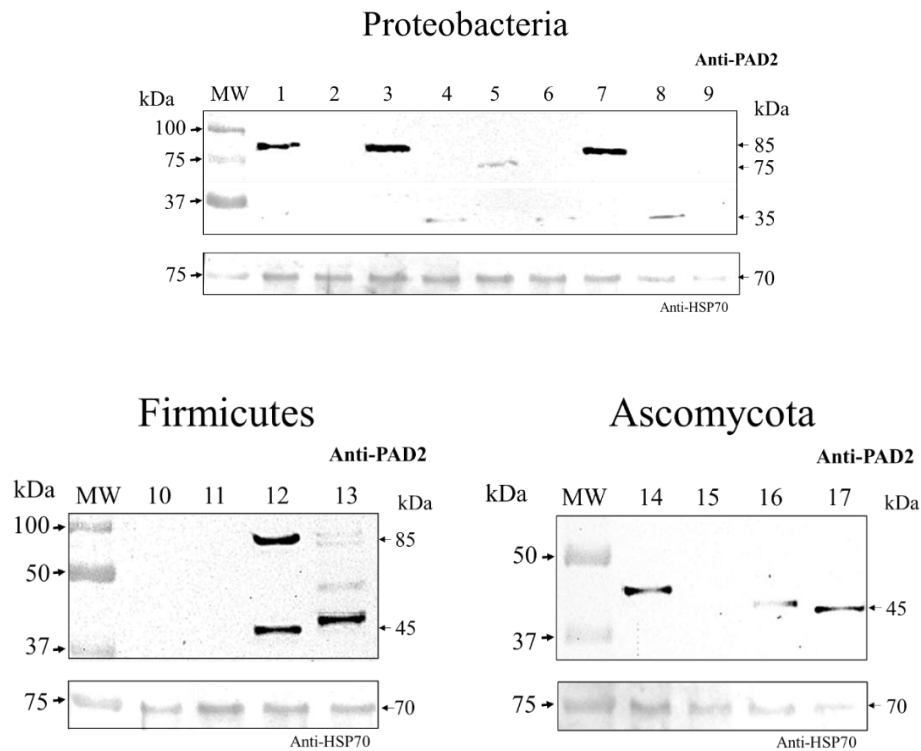 Proteobacteria
Anti-PAD2
kDa MW 1 2 3 4 5 6 7 8 9 kDa
100 85
75 75
37 35
75 70
Anti-HSP70
Firmicutes
Anti-PAD2
kDa MW 10 11 12 13 kDa
100 85
50
45
37
75 70
Anti-HSP70
Ascomycota
Anti-PAD2
kDa MW 14 15 16 17 kDa
50
45
37
75 70
Anti-HSP70